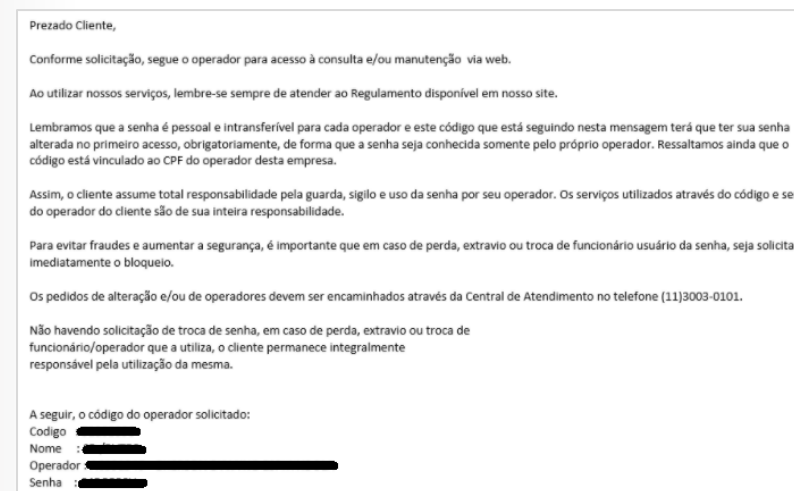 Prezado Cliente,
Conforme solicitação, segue o operador para acesso à consulta e/ou manutenção via web.
Ao utilizar nossos serviços, lembre-se sempre de atender ao Regulamento disponível em nosso site.
Lembramos que a senha é pessoal e intransferível para cada operador e este código que está seguindo nesta mensagem terá que ter sua senha
alterada no primeiro acesso, obrigatoriamente, de forma que a senha seja conhecida somente pelo próprio operador. Ressaltamos ainda que o
código está vinculado ao CPF do operador desta empresa.
Assim, o cliente assume total responsabilidade pela guarda, sigilo e uso da senha por seu operador. Os serviços utilizados através do código e se
do operador do cliente são de sua inteira responsabilidade.
Para evitar fraudes e aumentar a segurança, é importante que em caso de perda, extravio ou troca de funcionário usuário da senha, seja solicita
imediatamente o bloqueio.
Os pedidos de alteração e/ou de operadores devem ser encaminhados através da Central de Atendimento no telefone (11)3003-0101.
Não havendo solicitação de troca de senha, em caso de perda, extravio ou troca de
funcionário/operador que a utiliza, o cliente permanece integralmente
responsável pela utilização da mesma.
A seguir, o código do operador solicitado:
Codigo
Nome :
Operador :
Senha :